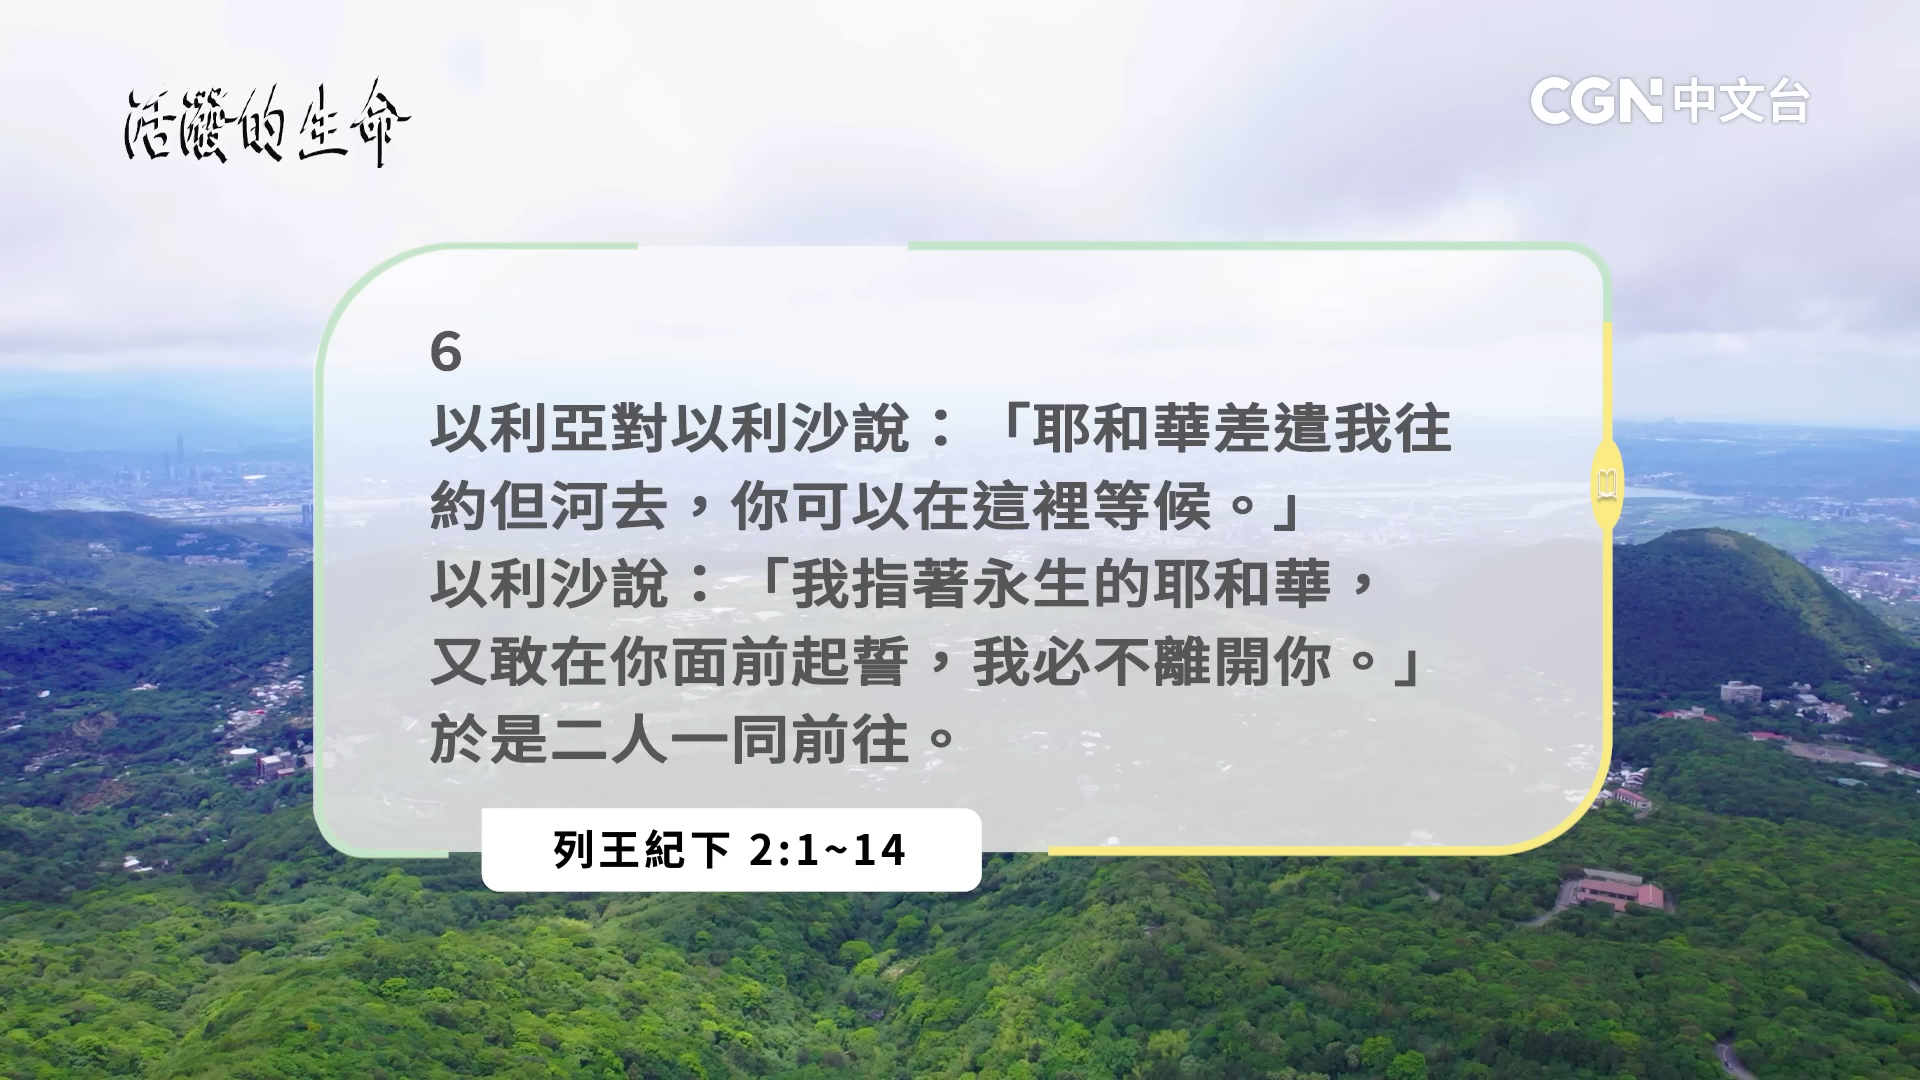 活潑的生命
CGN中文台
6
以利亞對以利沙說：「耶和華差遣我往
約但河去，你可以在這裡等候。」
以利沙說：「我指著永生的耶和華，
又敢在你面前起誓，我必不離開你。」
於是二人一同前往。
列王紀下 2:1~14